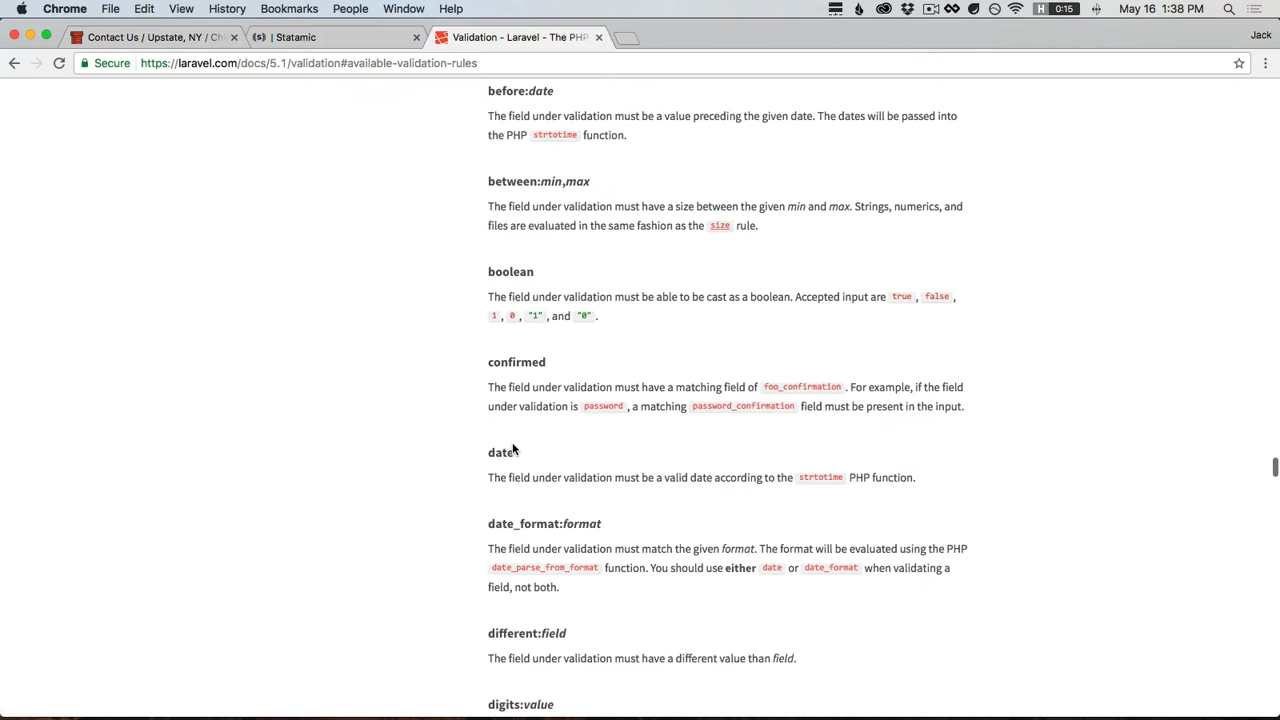 Chrome File Edit View History Bookmarks People Window Help 0:15 May 16 1:38 PM
Contact Us / Upstate, NY / Ch {s} | Statamic Validation - Laravel - The PHP Jack
Secure https://laravel.com/docs/5.1/validation#available-validation-rules
before:date
The field under validation must be a value preceding the given date. The dates will be passed into
the PHP strtotime function.
between:min,max
The field under validation must have a size between the given min and max. Strings, numerics, and
files are evaluated in the same fashion as the size rule.
boolean
The field under validation must be able to be cast as a boolean. Accepted input are true, false,
1, 0, "1", and "0".
confirmed
The field under validation must have a matching field of foo_confirmation. For example, if the field
under validation is password, a matching password_confirmation field must be present in the input.
date
The field under validation must be a valid date according to the strtotime PHP function.
date_format:format
The field under validation must match the given format. The format will be evaluated using the PHP
date_parse_from_format function. You should use either date or date_format when validating a
field, not both.
different:field
The field under validation must have a different value than field.
digits:value